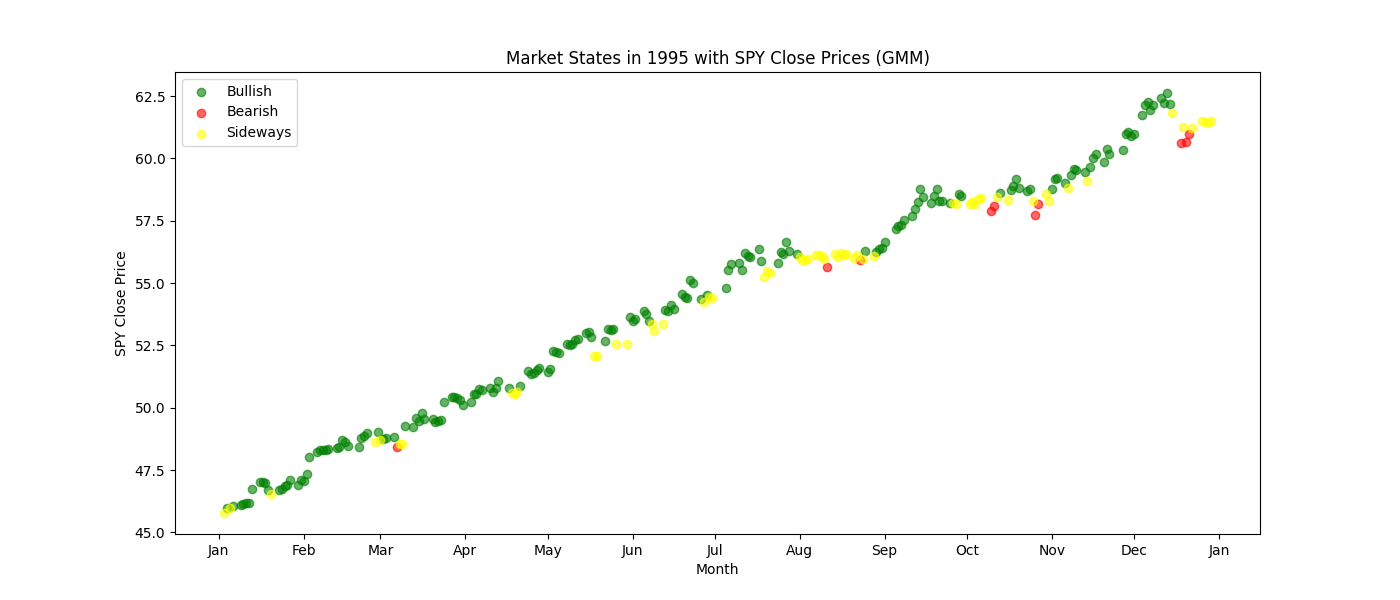 Market States in 1995 with SPY Close Prices (GMM)
Bullish
Bearish
Sideways
62.5
60.0
57.5
55.0
52.5
50.0
47.5
45.0
SPY Close Price
Jan Feb Mar Apr May Jun Jul Aug Sep Oct Nov Dec Jan
Month